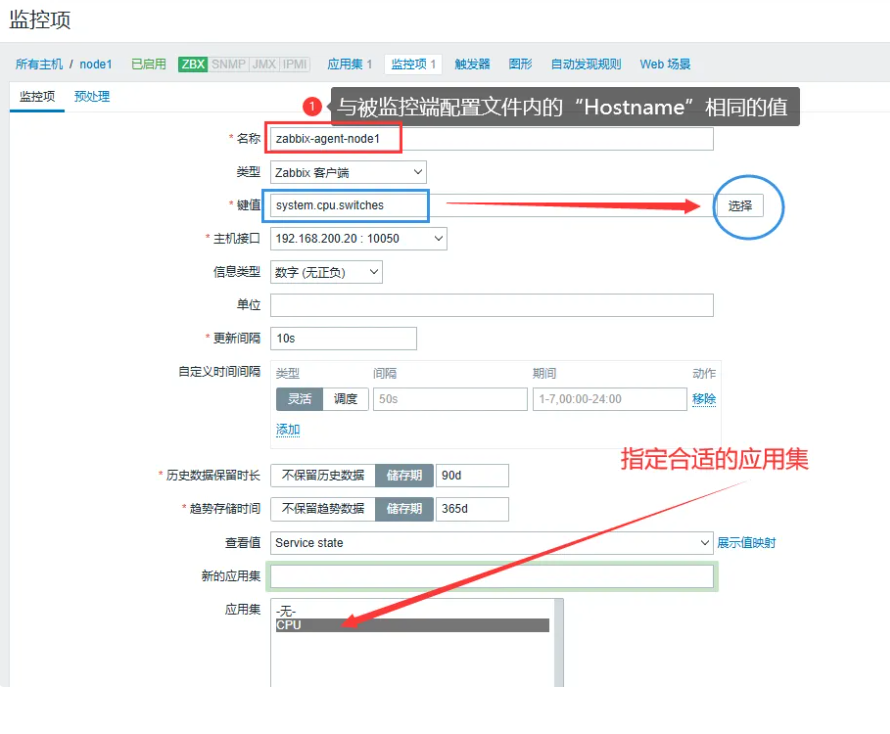 监控项
所有主机 / node1 已启用 ZBX SNMP JMX IPMI 应用集 1 监控项 1 触发器 图形 自动发现规则 Web 场景
监控项 预处理
1 与被监控端配置文件内的“Hostname”相同的值
* 名称 zabbix-agent-node1
类型 Zabbix 客户端
* 键值 system.cpu.switches 选择
* 主机接口 192.168.200.20 : 10050
信息类型 数字 (无正负)
单位
* 更新间隔 10s
自定义时间间隔 类型 间隔 期间 动作
灵活 调度 50s 1-7,00:00-24:00 移除
添加
指定合适的应用集
* 历史数据保留时长 不保留历史数据 储存期 90d
* 趋势存储时间 不保留趋势数据 储存期 365d
查看值 Service state 展示值映射
新的应用集
应用集 -无-
CPU